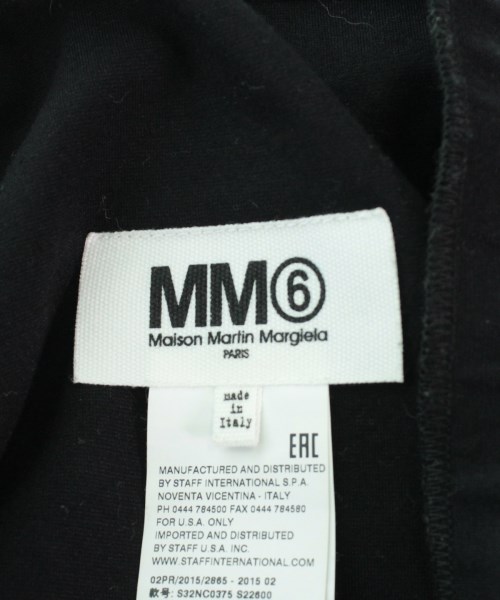 MM⑥
Maison Martin Margiela
PARIS
made
in
Italy
EAC
MANUFACTURED AND DISTRIBUTED
BY STAFF INTERNATIONAL S.P.A.
NOVENTA VICENTINA - ITALY
PH 0444 784500 FAX 0444 784580
FOR U.S.A. ONLY
IMPORTED AND DISTRIBUTED
BY STAFF U.S.A. INC.
WWW.STAFFINTERNATIONAL.COM
02PR/2015/2865 - 2015 02
款号: S32NC0375 S22600